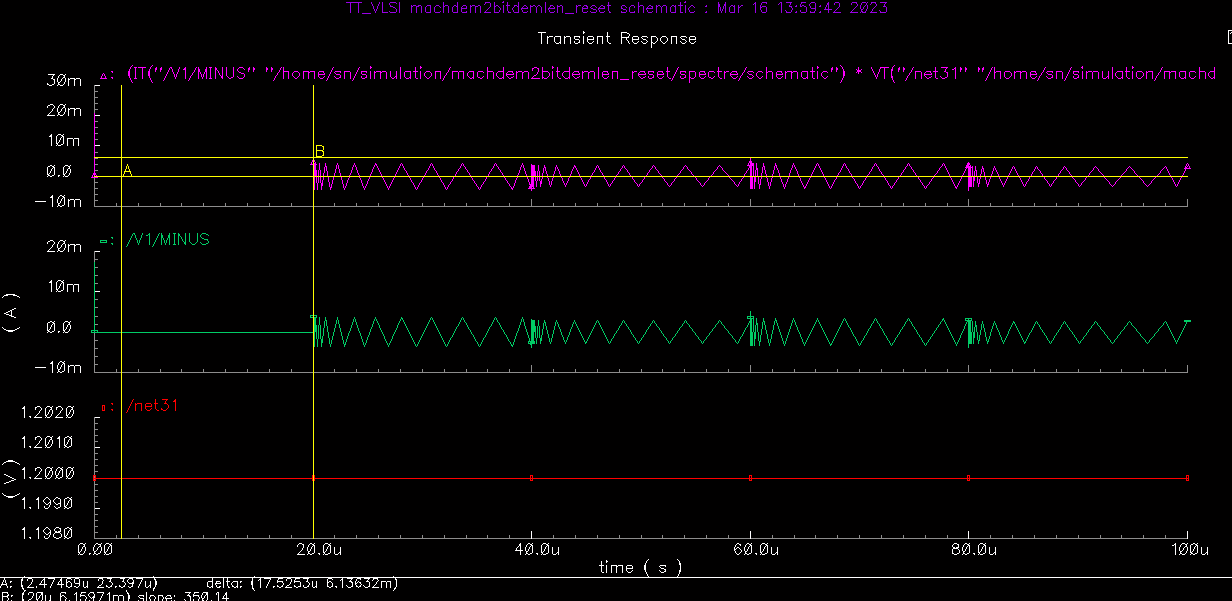 TT_VLSI machdem2bitdemlen_reset schematic : Mar 16 13:59:42 2023
Transient Response
: (IT("/V1/MINUS" "/home/sn/simulation/machdem2bitdemlen_reset/spectre/schematic") * VT("/net31" "/home/sn/simulation/machd
30m
20m
10m
0.0
-10m
A
B
: /V1/MINUS
20m
10m
0.0
-10m
( A )
: /net31
1.2020
1.2010
1.2000
1.1990
1.1980
( V )
0.00 20.0u 40.0u 60.0u 80.0u 100u
time ( s )
A: (2.47469u 23.397u) delta: (17.5253u 6.13632m)
B: (20u 6.15971m) slope: 350.14